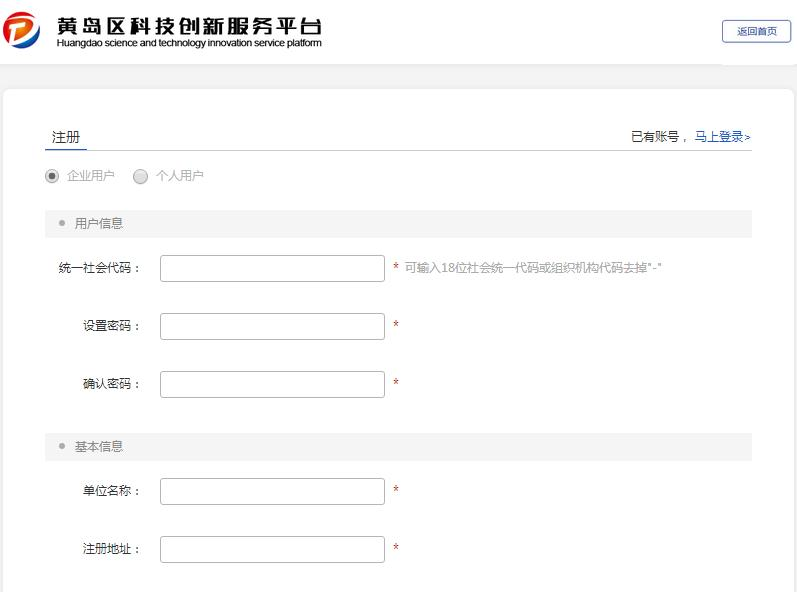 黄岛区科技创新服务平台
Huangdao science and technology innovation service platform
返回首页
注册
已有账号， 马上登录>
企业用户 个人用户
用户信息
统一社会代码： * 可输入18位社会统一代码或组织机构代码去掉"-"
设置密码： *
确认密码： *
基本信息
单位名称： *
注册地址： *